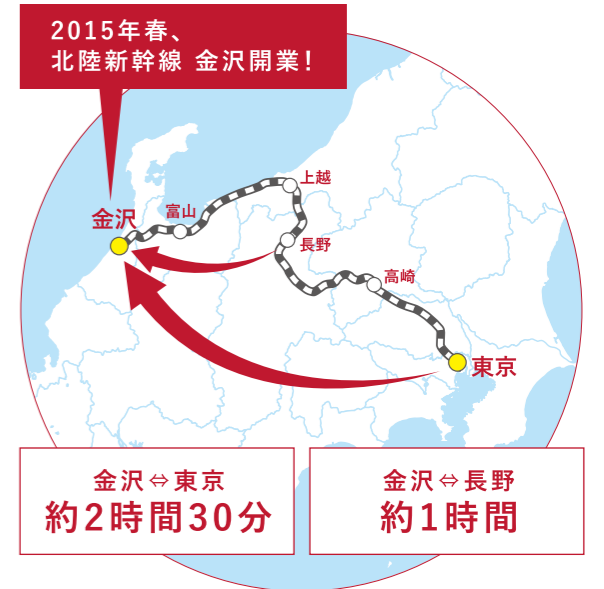 2015年春、
北陸新幹線 金沢開業!
上越
富山
金沢
長野
高崎
東京
金沢⇔東京
約2時間30分
金沢⇔長野
約1時間